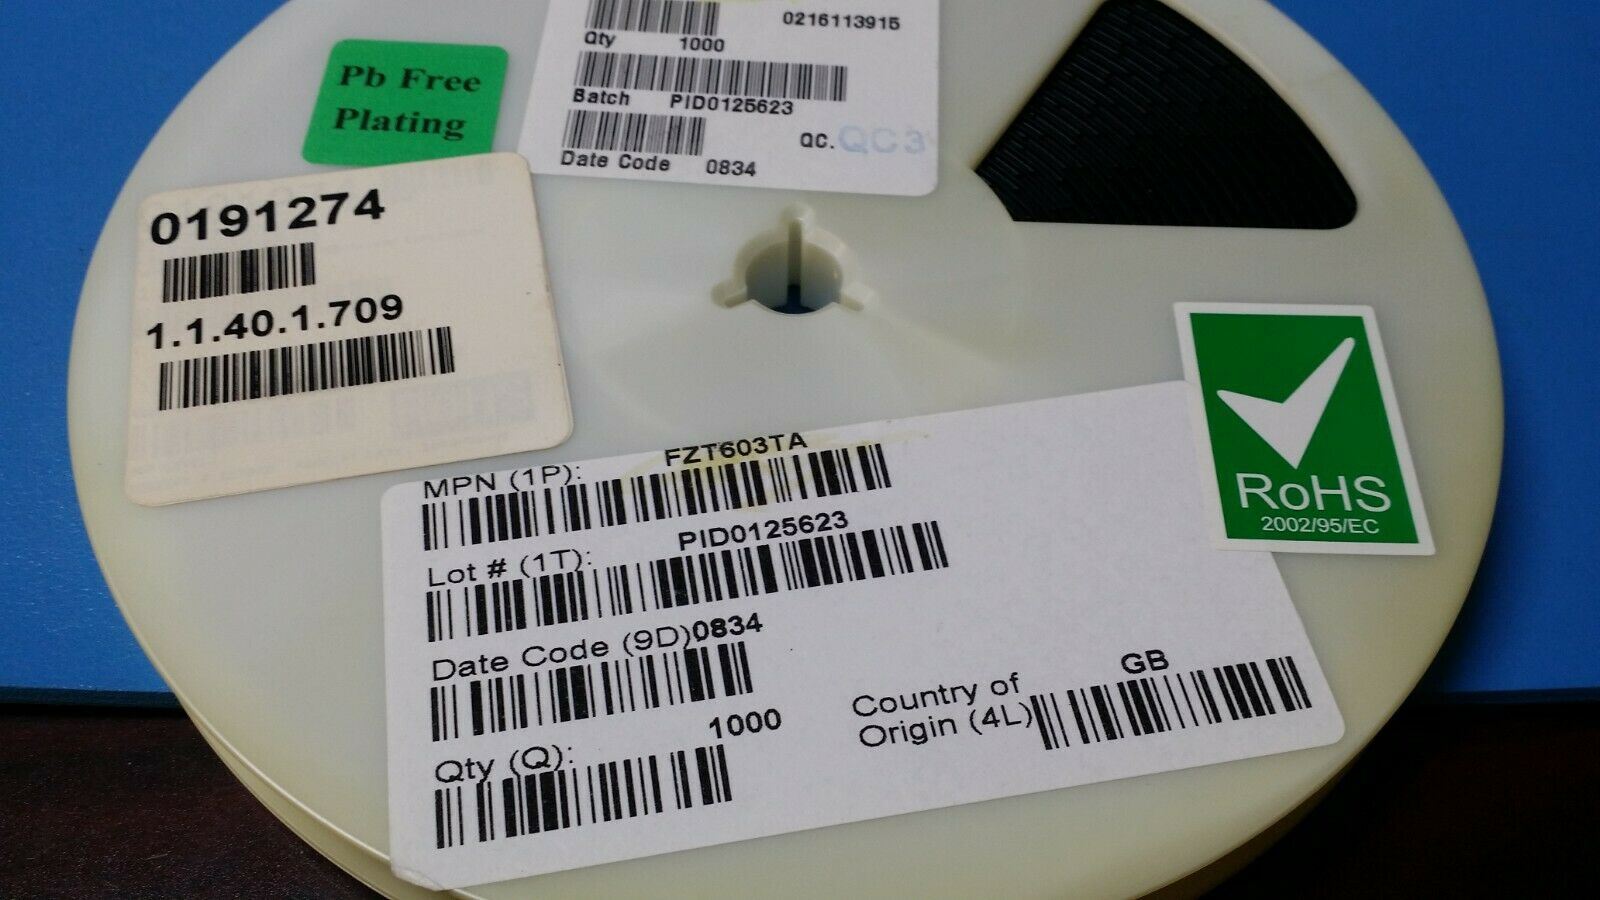 0216113915
Qty 1000
Batch PID0125623
QC. QC3
Date Code 0834
Pb Free
Plating
0191274
1.1.40.1.709
MPN (1P): FZT603TA
Lot # (1T): PID0125623
Date Code (9D) 0834
Qty (Q): 1000
Country of
Origin (4L) GB
RoHS
2002/95/EC